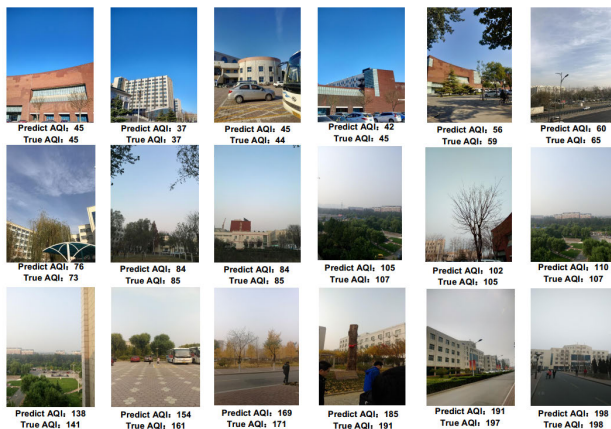 Predict AQI: 45
True AQI: 45
Predict AQI: 37
True AQI: 37
Predict AQI: 45
True AQI: 44
Predict AQI: 42
True AQI: 45
Predict AQI: 56
True AQI: 59
Predict AQI: 60
True AQI: 65
Predict AQI: 76
True AQI: 73
Predict AQI: 84
True AQI: 85
Predict AQI: 84
True AQI: 85
Predict AQI: 105
True AQI: 107
Predict AQI: 102
True AQI: 105
Predict AQI: 110
True AQI: 107
Predict AQI: 138
True AQI: 141
Predict AQI: 154
True AQI: 161
Predict AQI: 169
True AQI: 171
Predict AQI: 185
True AQI: 191
Predict AQI: 191
True AQI: 197
Predict AQI: 198
True AQI: 198